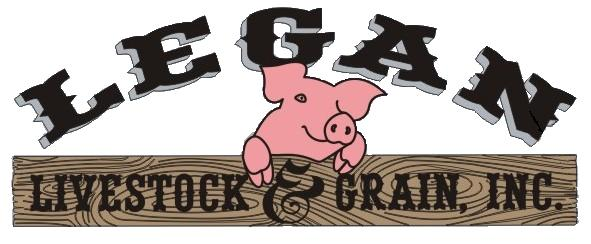 LEGAN
LIVESTOCK & GRAIN, INC.